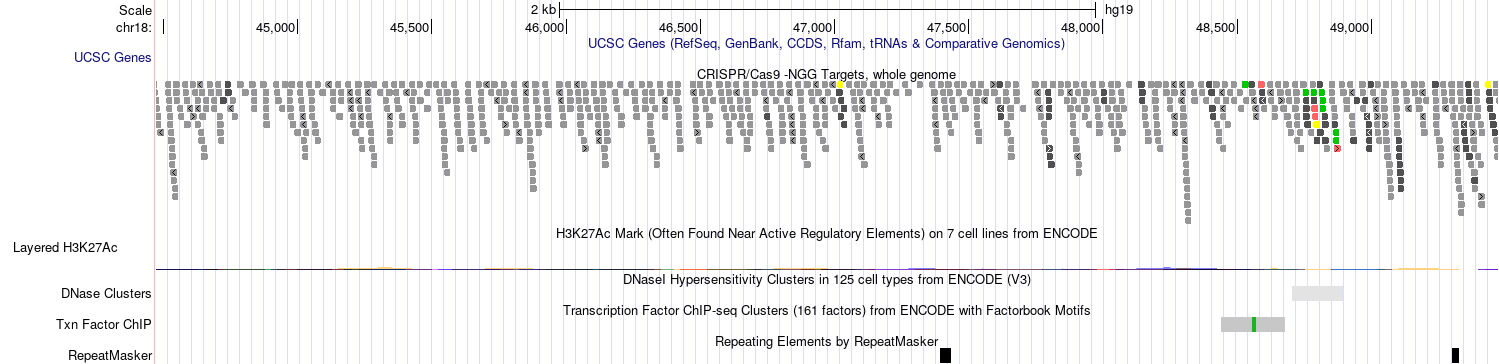 Scale 2 kb hg19
chr18: 45,000 45,500 46,000 46,500 47,000 47,500 48,000 48,500 49,000
UCSC Genes (RefSeq, GenBank, CCDS, Rfam, tRNAs & Comparative Genomics)
UCSC Genes
CRISPR/Cas9 -NGG Targets, whole genome
H3K27Ac Mark (Often Found Near Active Regulatory Elements) on 7 cell lines from ENCODE
Layered H3K27Ac
DNaseI Hypersensitivity Clusters in 125 cell types from ENCODE (V3)
DNase Clusters
Transcription Factor ChIP-seq Clusters (161 factors) from ENCODE with Factorbook Motifs
Txn Factor ChIP
Repeating Elements by RepeatMasker
RepeatMasker